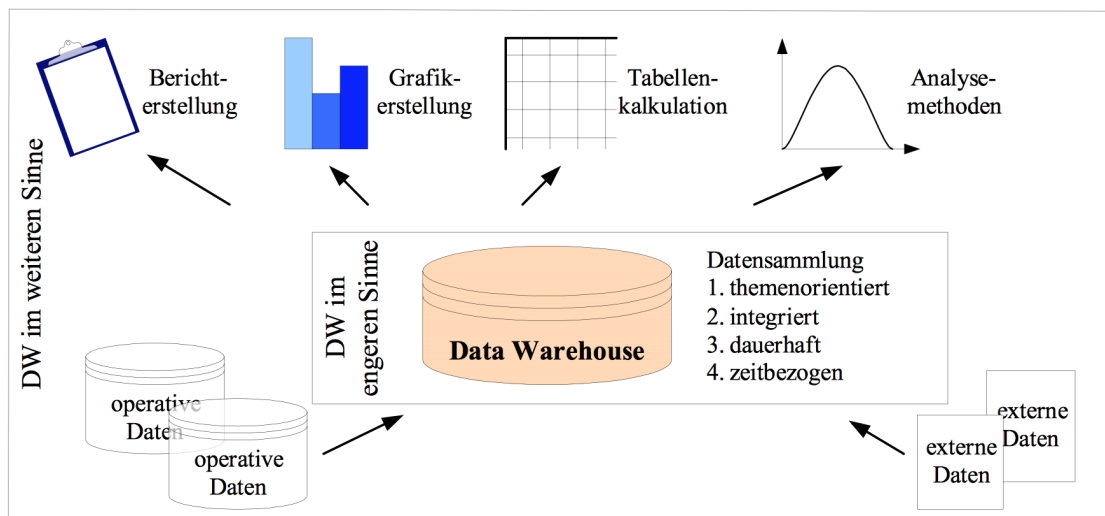 Bericht-
erstellung
Grafik-
erstellung
Tabellen-
kalkulation
Analyse-
methoden
DW im weiteren Sinne
DW im
engeren Sinne
Data Warehouse
Datensammlung
1. themenorientiert
2. integriert
3. dauerhaft
4. zeitbezogen
operative
Daten
operative
Daten
externe
Daten
externe
Daten